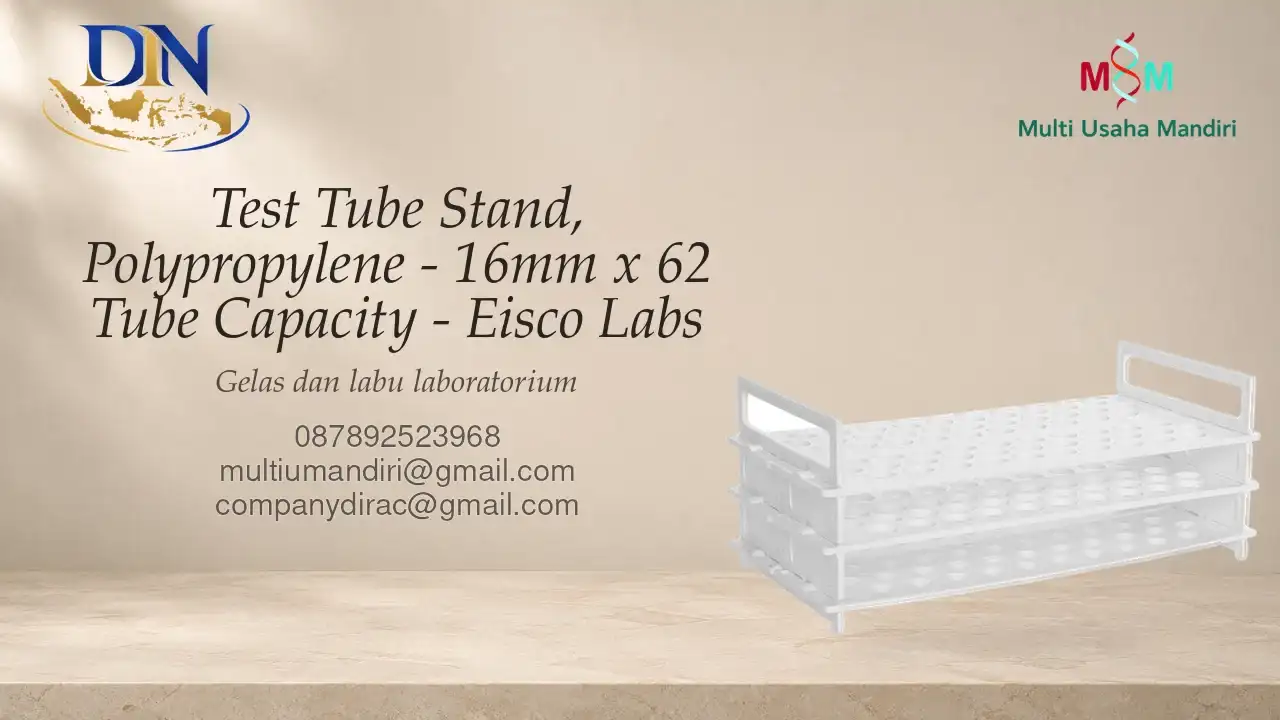 DIN
M M
Multi Usaha Mandiri
Test Tube Stand,
Polypropylene - 16mm x 62
Tube Capacity - Eisco Labs
Gelas dan labu laboratorium
087892523968
multiumandiri@gmail.com
companydirac@gmail.com